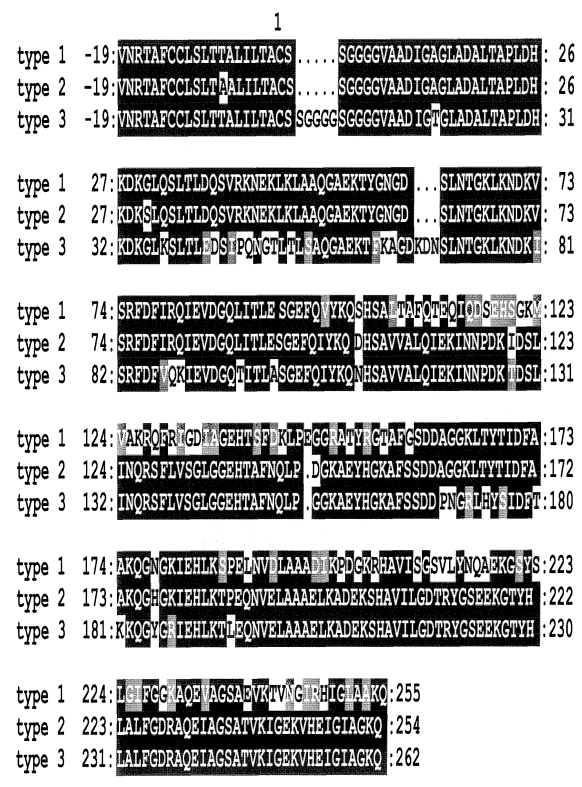 1
type 1 -19:VNRTAFCCLSLTTALILTACS.....SGGGGVAADIGAGLADALTAPLDH: 26
type 2 -19:VNRTAFCCLSLTAALILTACS.....SGGGGVAADIGAGLADALTAPLDH: 26
type 3 -19:VNRTAFCCLSLTTALILTACSSGGGGSGGGGVAADIGTGLADALTAPLDH: 31
type 1 27:KDKGLQSLTLDQSVRKNEKLKLAAQGAEKTYGNGD...SLNTGKLKNDKV: 73
type 2 27:KDKSLQSLTLDQSVRKNEKLKLAAQGAEKTYGNGD...SLNTGKLKNDKV: 73
type 3 32:KDKGLKSLTLEDSIPQNGTLTLSAQGAEKTFKAGDKDNSLNTGKLKNDKI: 81
type 1 74:SRFDFIRQIEVDGQLITLESGEFQVYKQSHSALTAFQTEQIQDSEHSGKM:123
type 2 74:SRFDFIRQIEVDGQLITLESGEFQIYKQDHSAVVALQIEKINNPDKIDSL:123
type 3 82:SRFDFVQKIEVDGQTITLASGEFQIYKQNHSAVVALQIEKINNPDKTDSL:131
type 1 124:VAKRQFRIGDIAGEHTSFDKLPEGGRATYRGTAFGSDDAGGKLTYTIDFA:173
type 2 124:INQRSFLVSGLGGEHTAFNQLP.DGKAEYHGKAFSSDDAGGKLTYTIDFA:172
type 3 132:INQRSFLVSGLGGEHTAFNQLP.GGKAEYHGKAFSSDDPNGRLHYSIDFT:180
type 1 174:AKQGNGKIEHLKSPELNVDLAAADIKPDGKRHAVISGSVLYNQAEKGSYS:223
type 2 173:AKQGHGKIEHLKTPEQNVELAAAELKADEKSHAVILGDTRYGSEEKGTYH:222
type 3 181:KKQGYGRIEHLKTLEQNVELAAAELKADEKSHAVILGDTRYGSEEKGTYH:230
type 1 224:LGIFGGKAQEVAGSAEVKTVNGIRHIGLAAKQ:255
type 2 223:LALFGDRAQEIAGSATVKIGEKVHEIGIAGKQ:254
type 3 231:LALFGDRAQEIAGSATVKIGEKVHEIGIAGKQ:262